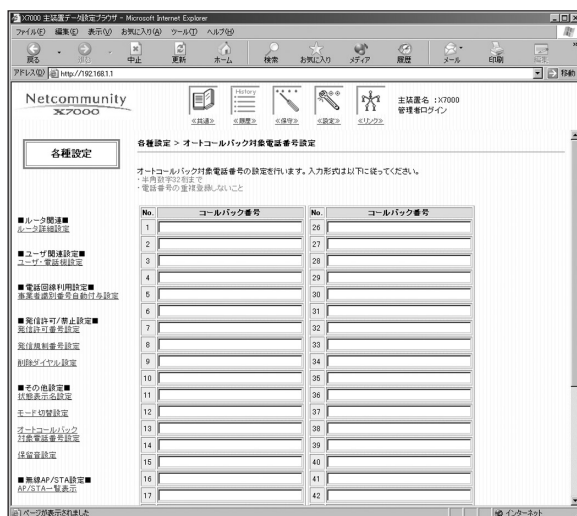 X7000 主装置データ設定ブラウザ - Microsoft Internet Explorer
ファイル(F) 編集(E) 表示(V) お気に入り(A) ツール(T) ヘルプ(H)
戻る 進む 中止 更新 ホーム 検索 お気に入り メディア 履歴 メール 印刷 編集
アドレス(D) http://192.168.1.1 移動
Netcommunity
X7000
History
≪共通≫ ≪履歴≫ ≪保守≫ ≪設定≫ ≪リンク≫
主装置名 :X7000
管理者ログイン
各種設定
各種設定 > オートコールバック対象電話番号設定
オートコールバック対象電話番号の設定を行います。入力形式は以下に従ってください。
・半角数字32桁まで
・電話番号の重複登録しないこと
■ルータ関連■
ルータ詳細設定
■ユーザ関連設定■
ユーザ・電話機設定
■電話回線利用設定■
事業者識別番号自動付与設定
■発信許可/禁止設定■
発信許可番号設定
発信規制番号設定
削除ダイヤル設定
■その他設定■
状態表示名設定
モード切替設定
オートコールバック
対象電話番号設定
保留音設定
■無線AP/STA設定■
AP/STA一覧表示
No. コールバック番号 No. コールバック番号
1 26
2 27
3 28
4 29
5 30
6 31
7 32
8 33
9 34
10 35
11 36
12 37
13 38
14 39
15 40
16 41
17 42
ページが表示されました インターネット